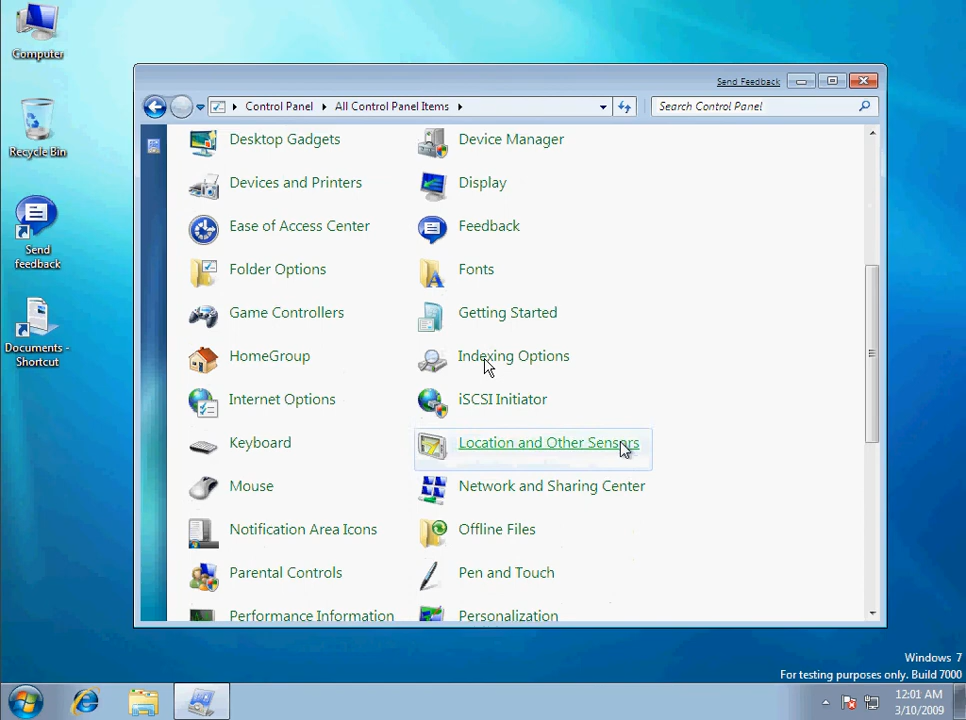 Computer
Recycle Bin
Send
feedback
Documents -
Shortcut
Send Feedback
Control Panel
All Control Panel Items
Search Control Panel
Desktop Gadgets
Device Manager
Devices and Printers
Display
Ease of Access Center
Feedback
Folder Options
Fonts
Game Controllers
Getting Started
HomeGroup
Indexing Options
Internet Options
iSCSI Initiator
Keyboard
Location and Other Sensors
Mouse
Network and Sharing Center
Notification Area Icons
Offline Files
Parental Controls
Pen and Touch
Performance Information
Personalization
Windows 7
For testing purposes only. Build 7000
12:01 AM
3/10/2009